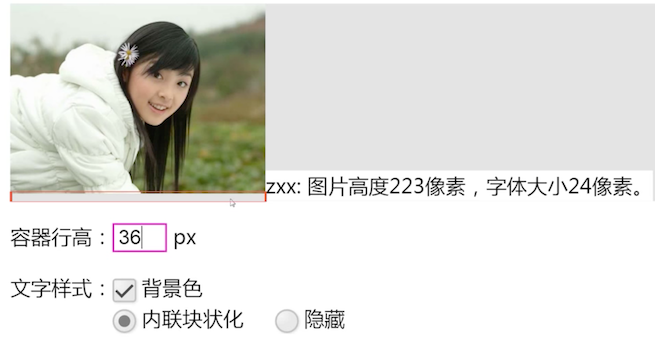 zxx: 图片高度223像素，字体大小24像素。
容器行高：36 px
文字样式： 背景色
内联块状化 隐藏